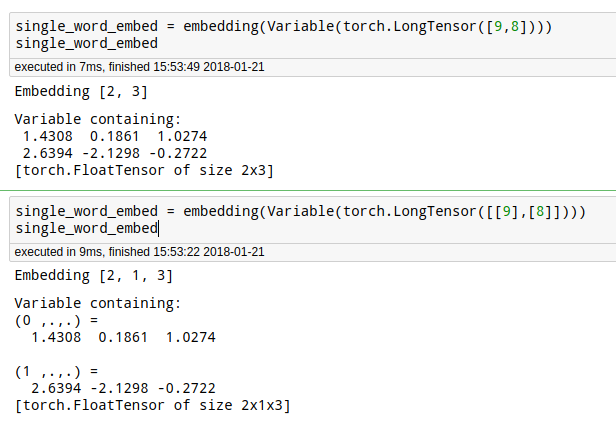 single_word_embed = embedding(Variable(torch.LongTensor([9,8])))
single_word_embed
executed in 7ms, finished 15:53:49 2018-01-21
Embedding [2, 3]
Variable containing:
 1.4308  0.1861  1.0274
 2.6394 -2.1298 -0.2722
[torch.FloatTensor of size 2x3]
single_word_embed = embedding(Variable(torch.LongTensor([[9],[8]])))
single_word_embed
executed in 9ms, finished 15:53:22 2018-01-21
Embedding [2, 1, 3]
Variable containing:
(0 ,.,.) =
  1.4308  0.1861  1.0274
(1 ,.,.) =
  2.6394 -2.1298 -0.2722
[torch.FloatTensor of size 2x1x3]